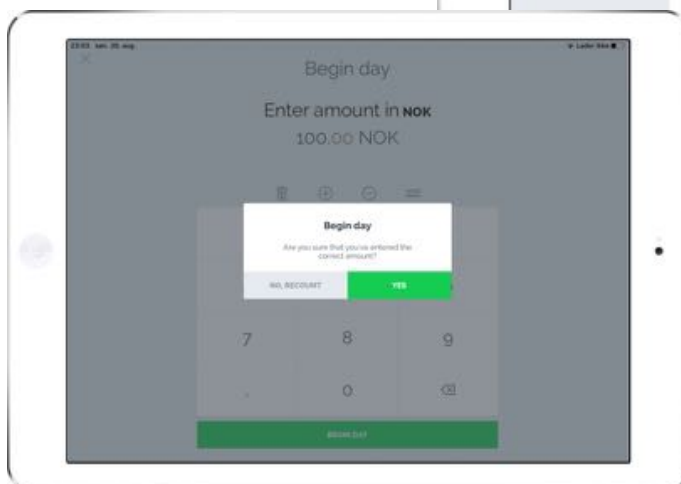 Begin day
Enter amount in NOK
100.00 NOK
Begin day
Are you sure that you've entered the
correct amount?
NO, RECOUNT
YES
7 8 9
. 0
BEGIN DAY